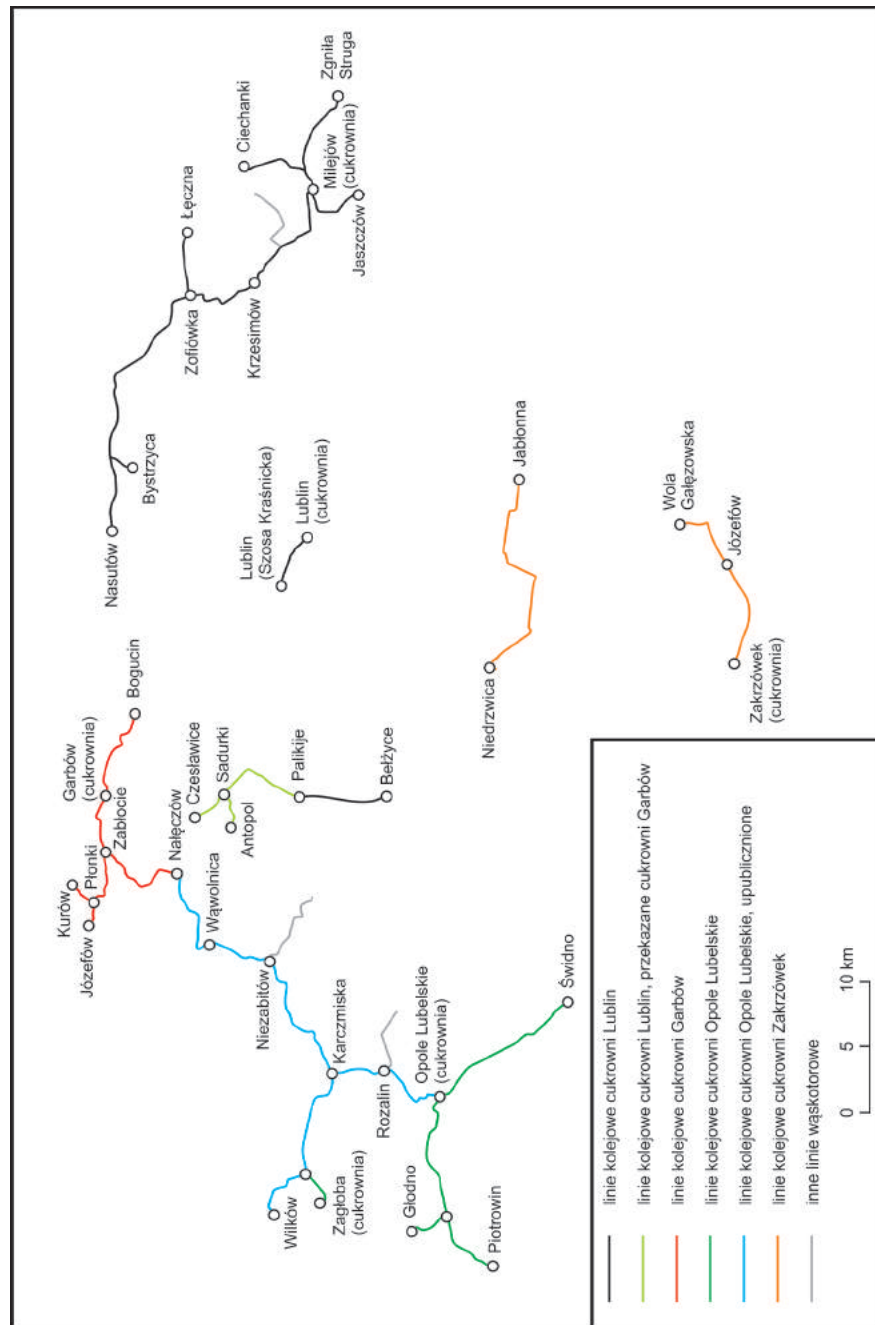 Zgniła
Struga
Ciechanki
Milejów
(cukrownia)
Łęczna
Jaszczów
Krzesimów
Zofiówka
Bystrzyca
Nasutów
Lublin
(Szosa Kraśnicka)
Lublin
(cukrownia)
Jabłonna
Niedrzwica
Wola
Gałęzowska
Józefów
Zakrzówek
(cukrownia)
Bogucin
Garbów
(cukrownia)
Zabłocie
Kurów
Płonki
Józefów
Nałęczów
Czesławice
Sadurki
Antopol
Palikije
Bełżyce
Wąwolnica
Niezabitów
Karczmiska
Rozalin
Opole Lubelskie
(cukrownia)
Świdno
Wilków
Zagłoba
(cukrownia)
Głodno
Piotrowin
linie kolejowe cukrowni Lublin
linie kolejowe cukrowni Lublin, przekazane cukrowni Garbów
linie kolejowe cukrowni Garbów
linie kolejowe cukrowni Opole Lubelskie
linie kolejowe cukrowni Opole Lubelskie, upublicznione
linie kolejowe cukrowni Zakrzówek
inne linie wąskotorowe
0 5 10 km